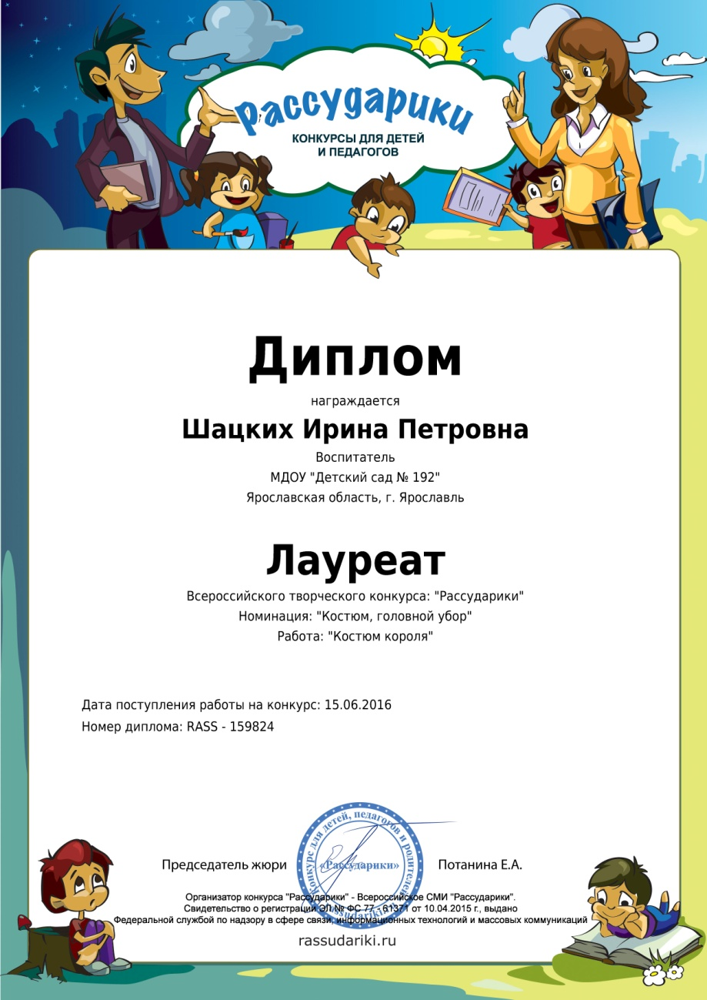 Рассударики
КОНКУРСЫ ДЛЯ ДЕТЕЙ
И ПЕДАГОГОВ
Диплом
награждается
Шацких Ирина Петровна
Воспитатель
МДОУ "Детский сад № 192"
Ярославская область, г. Ярославль
Лауреат
Всероссийского творческого конкурса: "Рассударики"
Номинация: "Костюм, головной убор"
Работа: "Костюм короля"
Дата поступления работы на конкурс: 15.06.2016
Номер диплома: RASS - 159824
Председатель жюри
Конкурс для детей, педагогов и родителей
«Рассударики»
rassudariki.ru
Потанина Е.А.
Организатор конкурса "Рассударики" - Всероссийское СМИ "Рассударики".
Свидетельство о регистрации ЭЛ № ФС 77 - 61371 от 10.04.2015 г., выдано
Федеральной службой по надзору в сфере связи, информационных технологий и массовых коммуникаций
rassudariki.ru